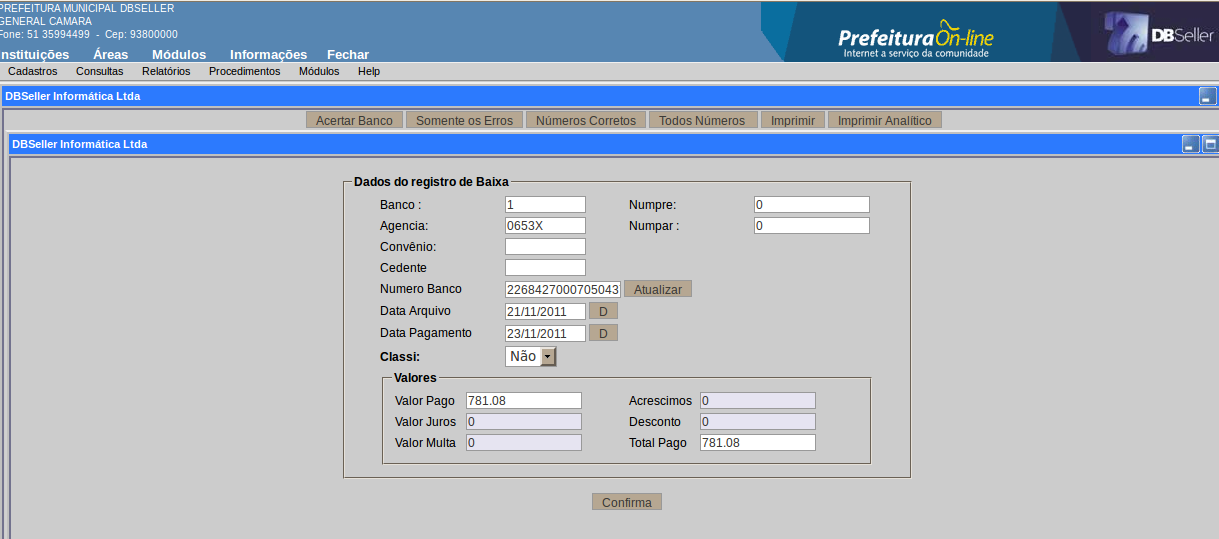 PREFEITURA MUNICIPAL DBSELLER
GENERAL CAMARA
Fone: 51 35994499 - Cep: 93800000
nstituições Áreas Módulos Informações Fechar
PrefeituraOn-line
Internet a serviço da comunidade
DBSeller
Cadastros Consultas Relatórios Procedimentos Módulos Help
DBSeller Informática Ltda
Acertar Banco Somente os Erros Números Corretos Todos Números Imprimir Imprimir Analítico
DBSeller Informática Ltda
Dados do registro de Baixa
Banco : 1 Numpre: 0
Agencia: 0653X Numpar : 0
Convênio:
Cedente
Numero Banco 2268427000705043 Atualizar
Data Arquivo 21/11/2011 D
Data Pagamento 23/11/2011 D
Classi: Não
Valores
Valor Pago 781.08 Acrescimos 0
Valor Juros 0 Desconto 0
Valor Multa 0 Total Pago 781.08
Confirma